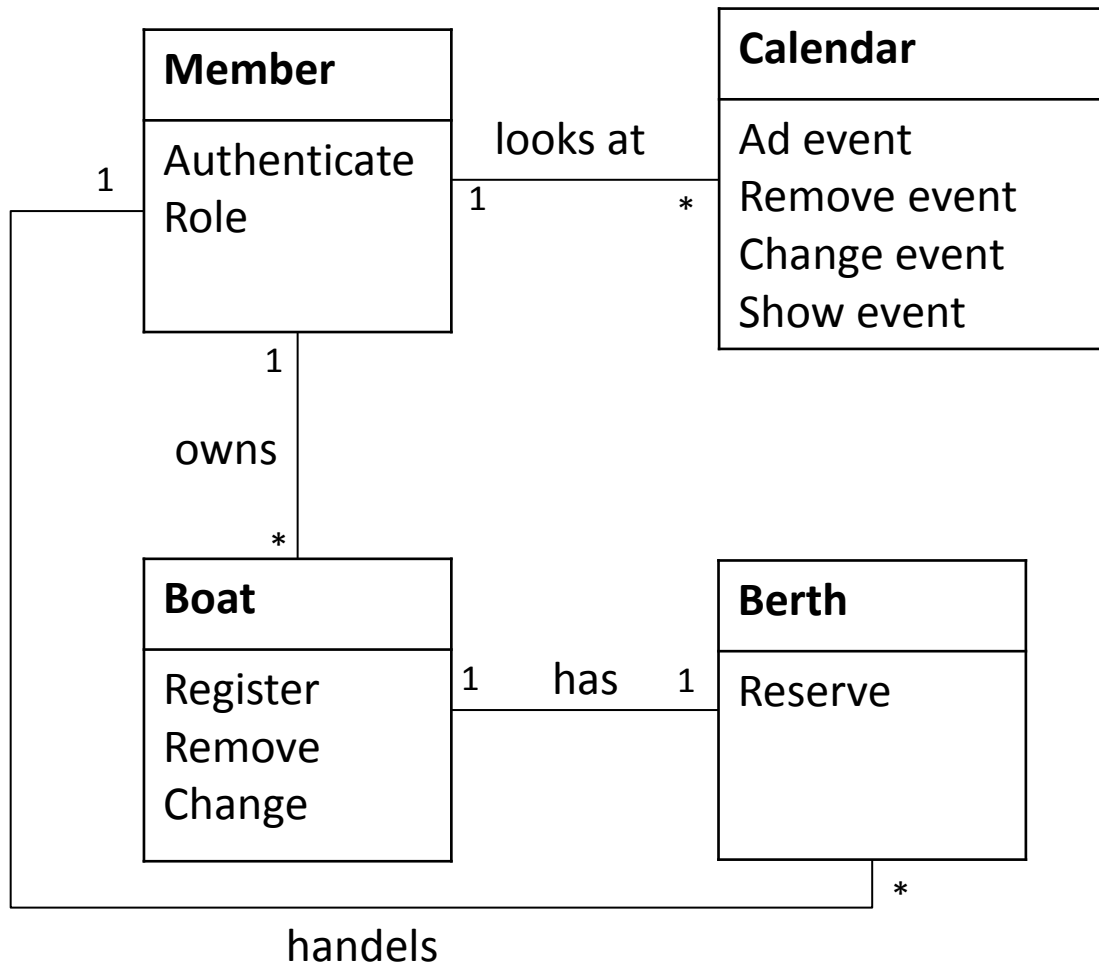 Member
Authenticate
Role
1
looks at
1
*
Calendar
Ad event
Remove event
Change event
Show event
1
owns
*
Boat
Register
Remove
Change
1
has
1
Berth
Reserve
*
handels